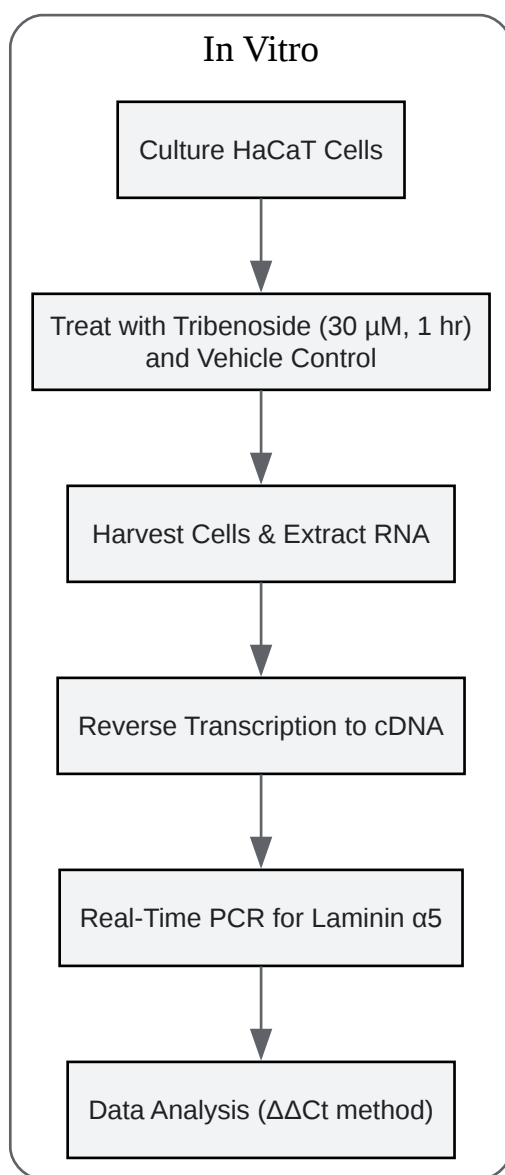 In Vitro
Culture HaCaT Cells
Treat with Tribenoside (30 µM, 1 hr)
and Vehicle Control
Harvest Cells & Extract RNA
Reverse Transcription to cDNA
Real-Time PCR for Laminin α5
Data Analysis (ΔΔCt method)